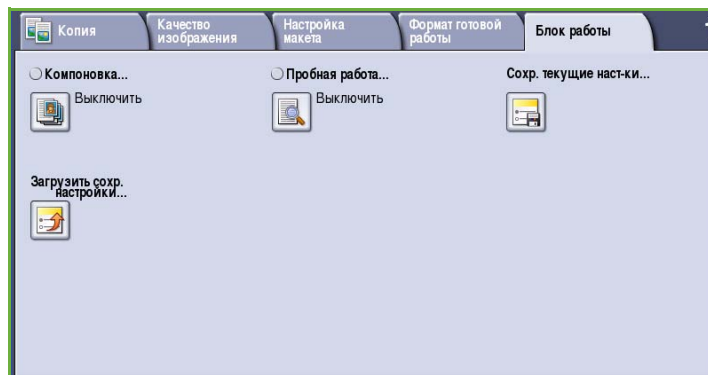 Копия
Качество
изображения
Настройка
макета
Формат готовой
работы
Блок работы
Компоновка...
Выключить
Пробная работа...
Выключить
Сохр. текущие наст-ки...
Загрузить сохр.
настройки...